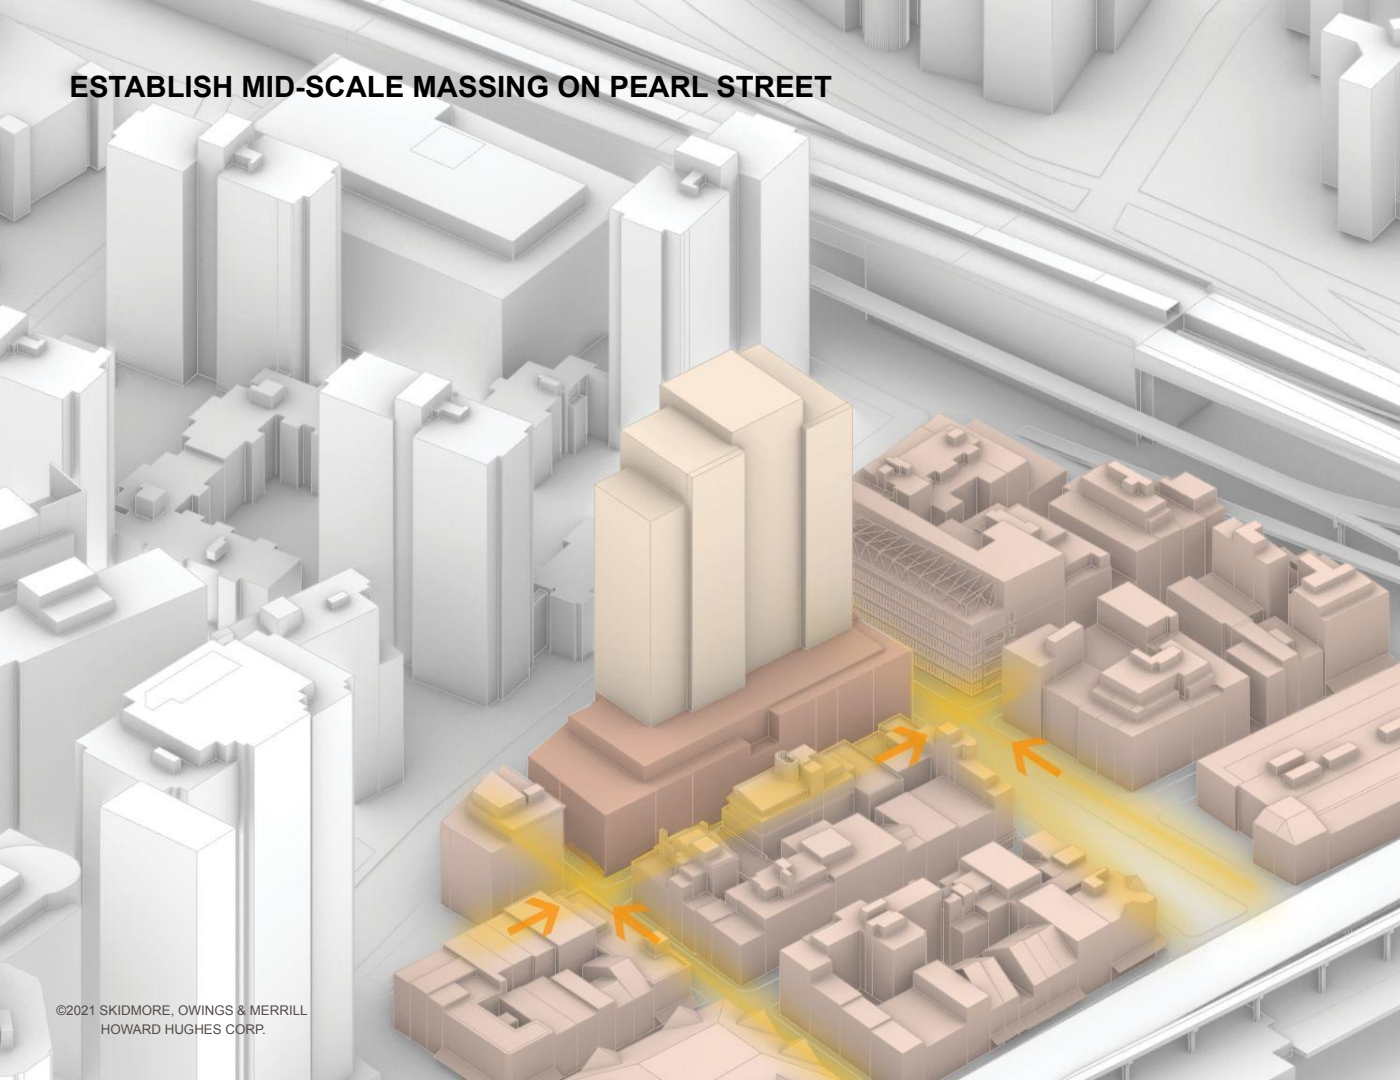 ESTABLISH MID-SCALE MASSING ON PEARL STREET
©2021 SKIDMORE, OWINGS & MERRILL
HOWARD HUGHES CORP.